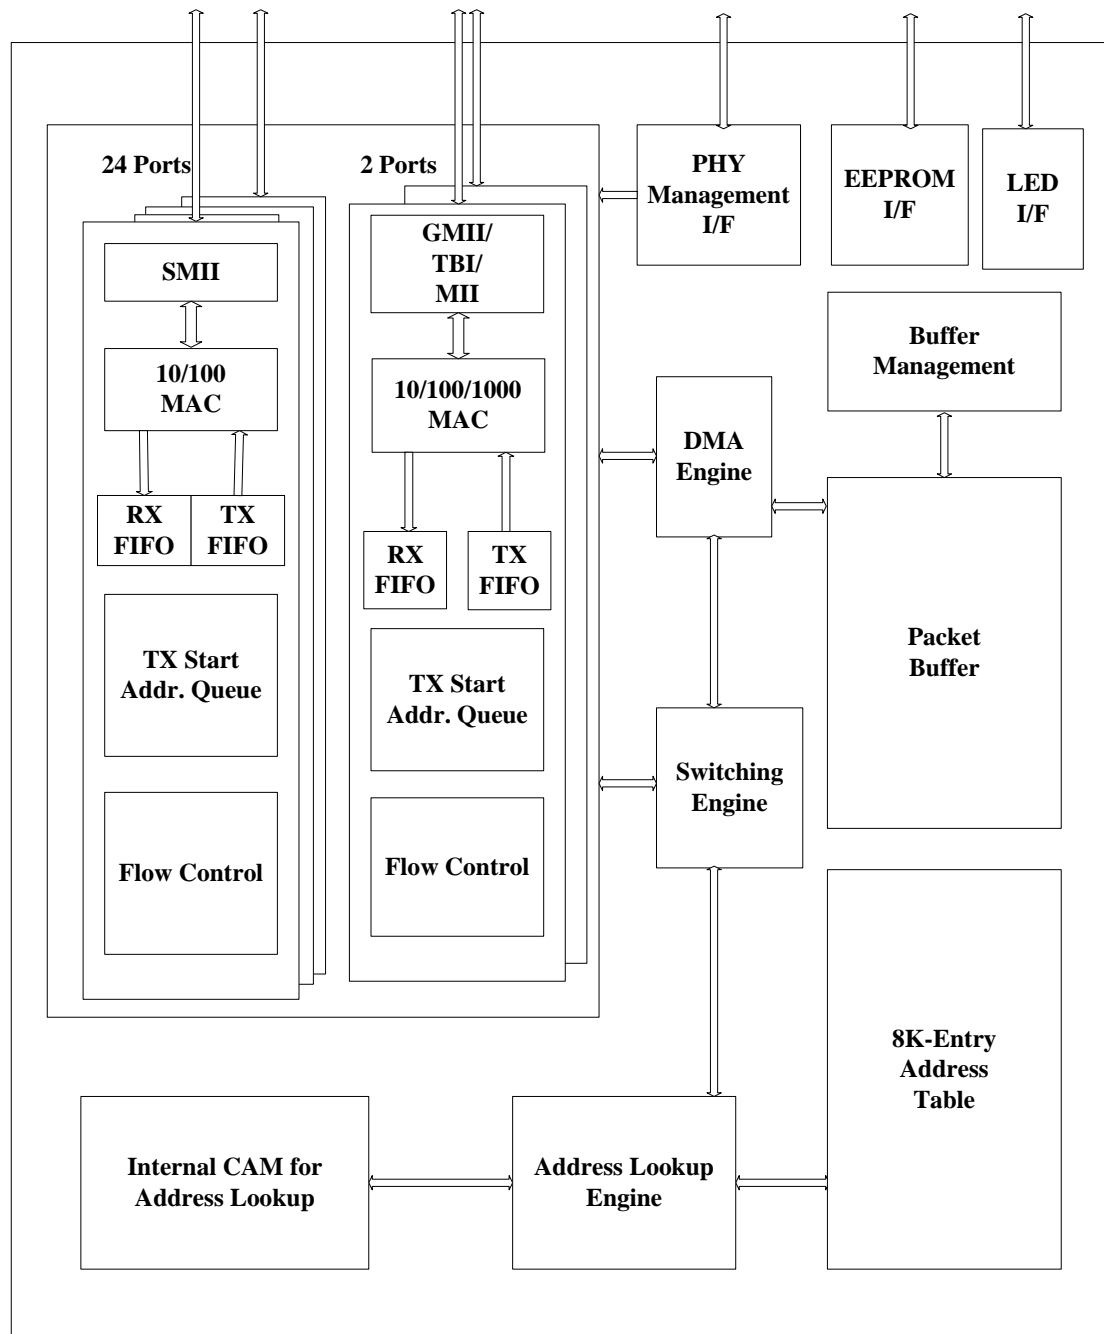 24 Ports
SMII
10/100
MAC
RX
FIFO
TX
FIFO
TX Start
Addr. Queue
Flow Control
2 Ports
GMII/
TBI/
MII
10/100/1000
MAC
RX
FIFO
TX
FIFO
TX Start
Addr. Queue
Flow Control
PHY
Management
I/F
EEPROM
I/F
LED
I/F
Buffer
Management
DMA
Engine
Packet
Buffer
Switching
Engine
8K-Entry
Address
Table
Internal CAM for
Address Lookup
Address Lookup
Engine